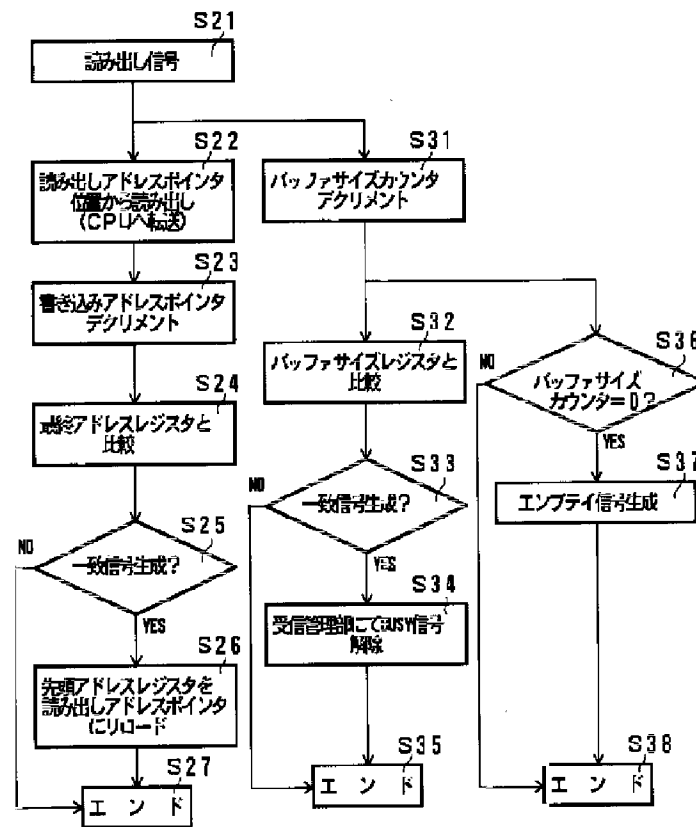 S21
読み出し信号
S22
読み出しアドレスポインタ
位置から読み出し
(CPUへ転送)
S23
書き込みアドレスポインタ
デクリメント
S24
最終アドレスレジスタと
比較
S25
一致信号生成?
NO
YES
S26
先頭アドレスレジスタを
読み出しアドレスポインタ
にリロード
S27
エンド
S31
バッファサイズカウンタ
デクリメント
S32
バッファサイズレジスタと
比較
S33
一致信号生成?
NO
YES
S34
受信管理部にてBUSY信号
解除
S35
エンド
S36
バッファサイズ
カウンタ=0?
NO
YES
S37
エンプテイ信号生成
S38
エンド